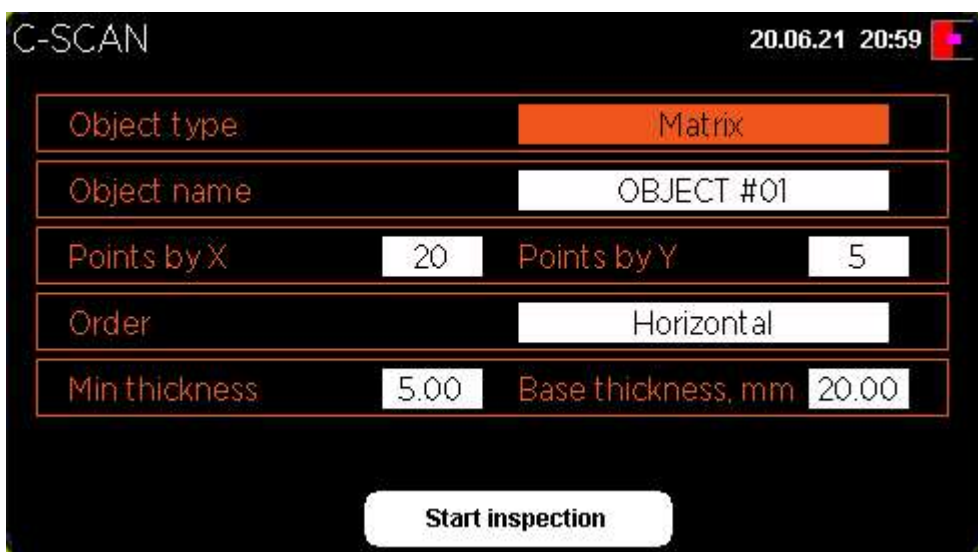 C-SCAN 20.06.21 20:59
Object type Matrix
Object name OBJECT #01
Points by X 20 Points by Y 5
Order Horizontal
Min thickness 5.00 Base thickness, mm 20.00
Start inspection